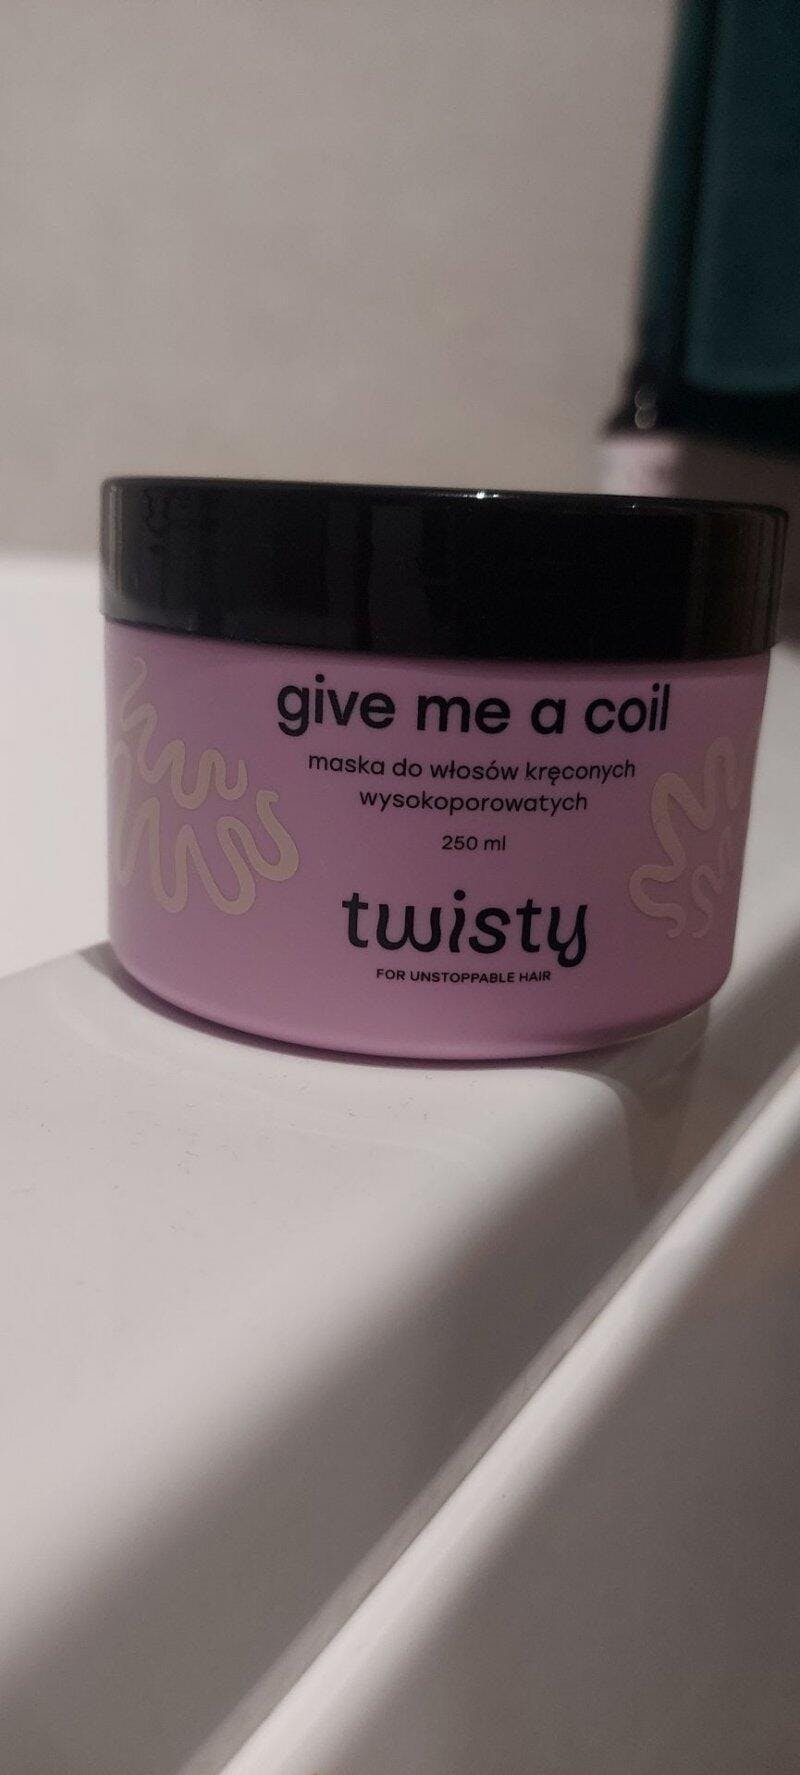 give me a coil
maska do włosów kręconych
wysokoporowatych
250 ml
twisty
FOR UNSTOPPABLE HAIR